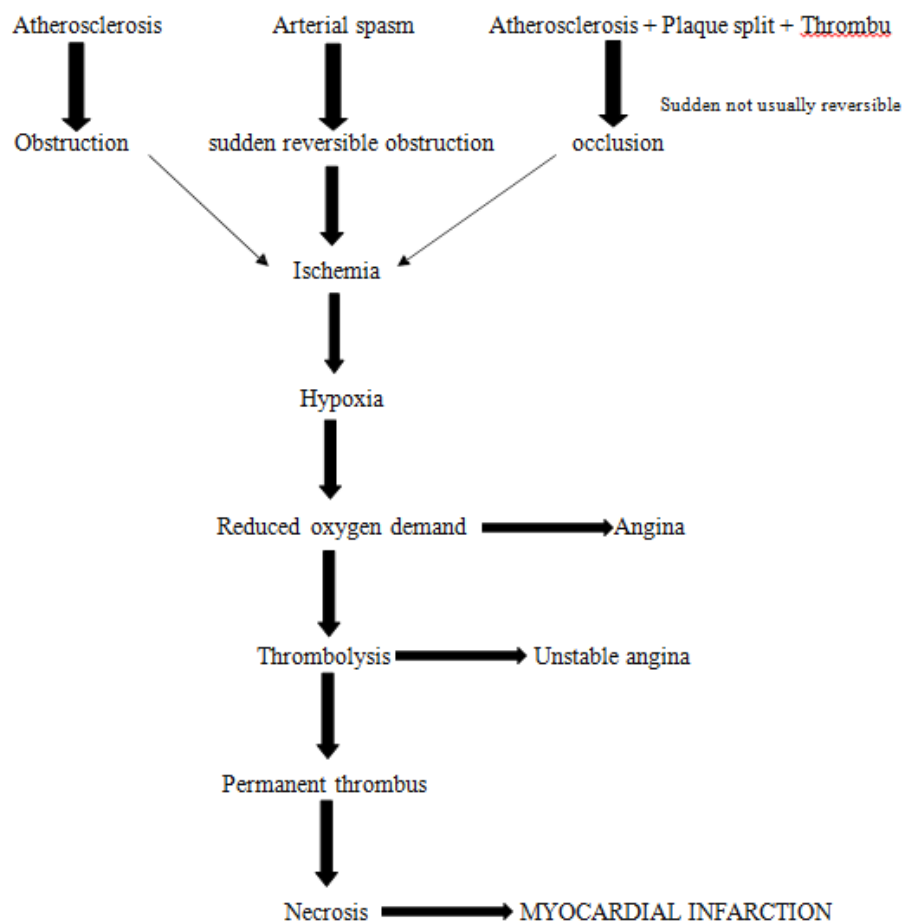 Atherosclerosis
Arterial spasm
Atherosclerosis + Plaque split + Thrombu
Sudden not usually reversible
Obstruction
sudden reversible obstruction
occlusion
Ischemia
Hypoxia
Reduced oxygen demand
Angina
Thrombolysis
Unstable angina
Permanent thrombus
Necrosis
MYOCARDIAL INFARCTION